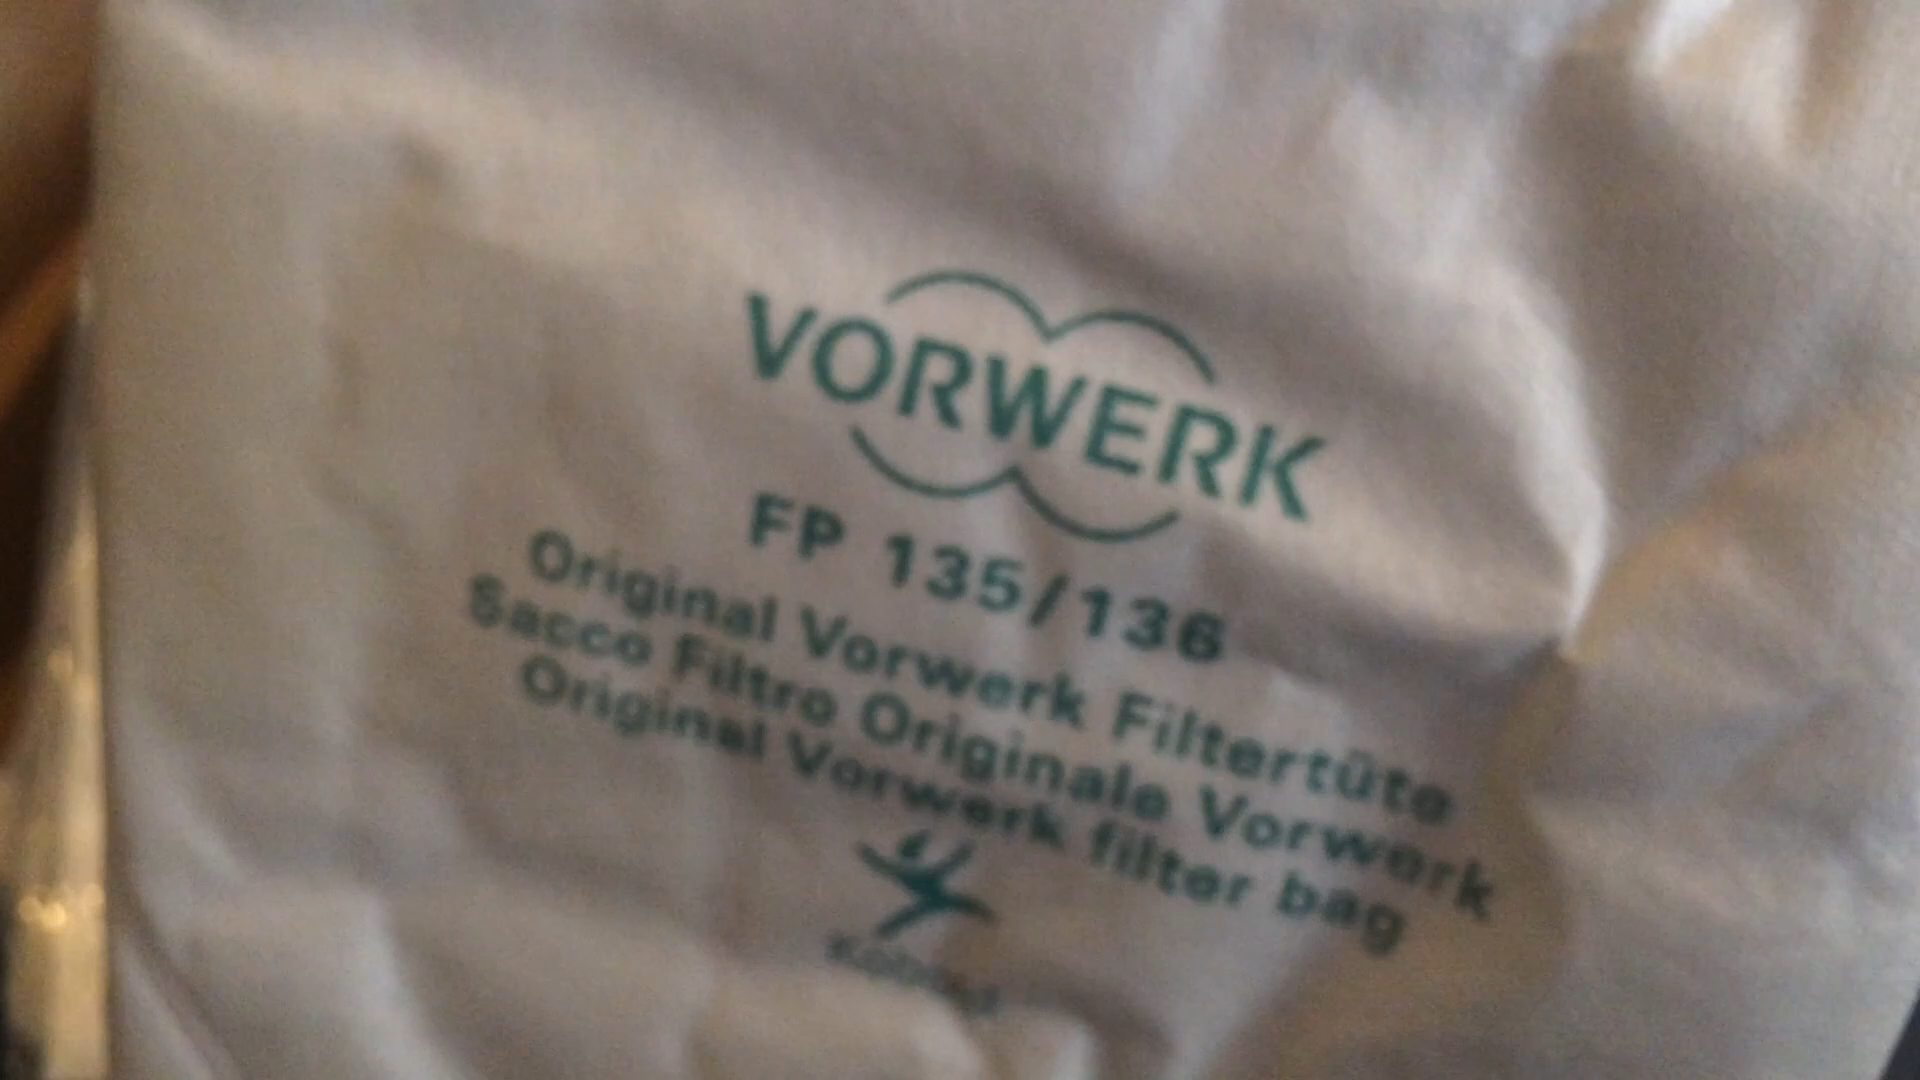 VORWERK
FP 135/136
Original Vorwerk Filtertüte
Sacco Filtro Originale Vorwerk
Original Vorwerk filter bag